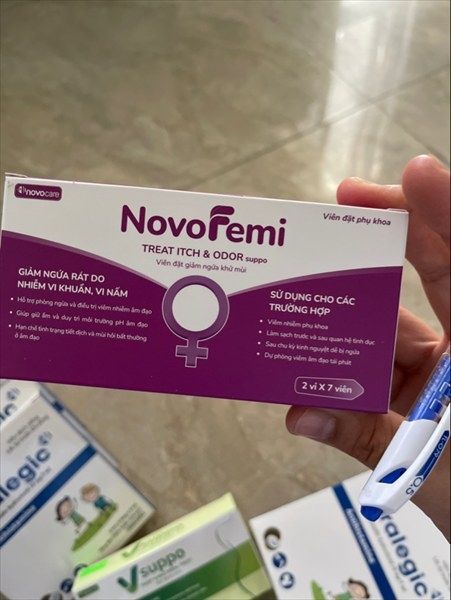 novocare
NovoFemi
Viên đặt phụ khoa
TREAT ITCH & ODOR suppo
Viên đặt giảm ngứa khử mùi
GIẢM NGỨA RÁT DO
NHIỄM VI KHUẨN, VI NẤM
• Hỗ trợ phòng ngừa và điều trị viêm nhiễm âm đạo
• Giúp giữ ẩm và duy trì môi trường pH âm đạo
• Hạn chế tình trạng tiết dịch và mùi hôi bất thường
ở âm đạo
SỬ DỤNG CHO CÁC
TRƯỜNG HỢP
• Viêm nhiễm phụ khoa
• Làm sạch trước và sau quan hệ tình dục
• Sau chu kỳ kinh nguyệt dễ bị ngứa
• Dự phòng viêm âm đạo tái phát
2 vỉ X 7 viên
ralegic
V suppo
ralegic
0.5